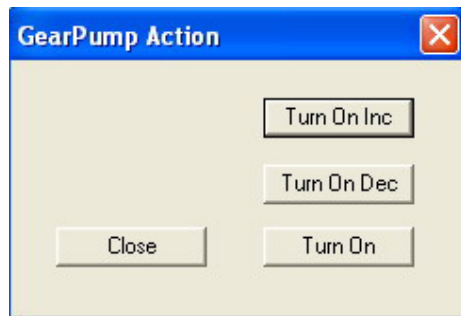 GearPump Action
Turn On Inc
Turn On Dec
Close
Turn On